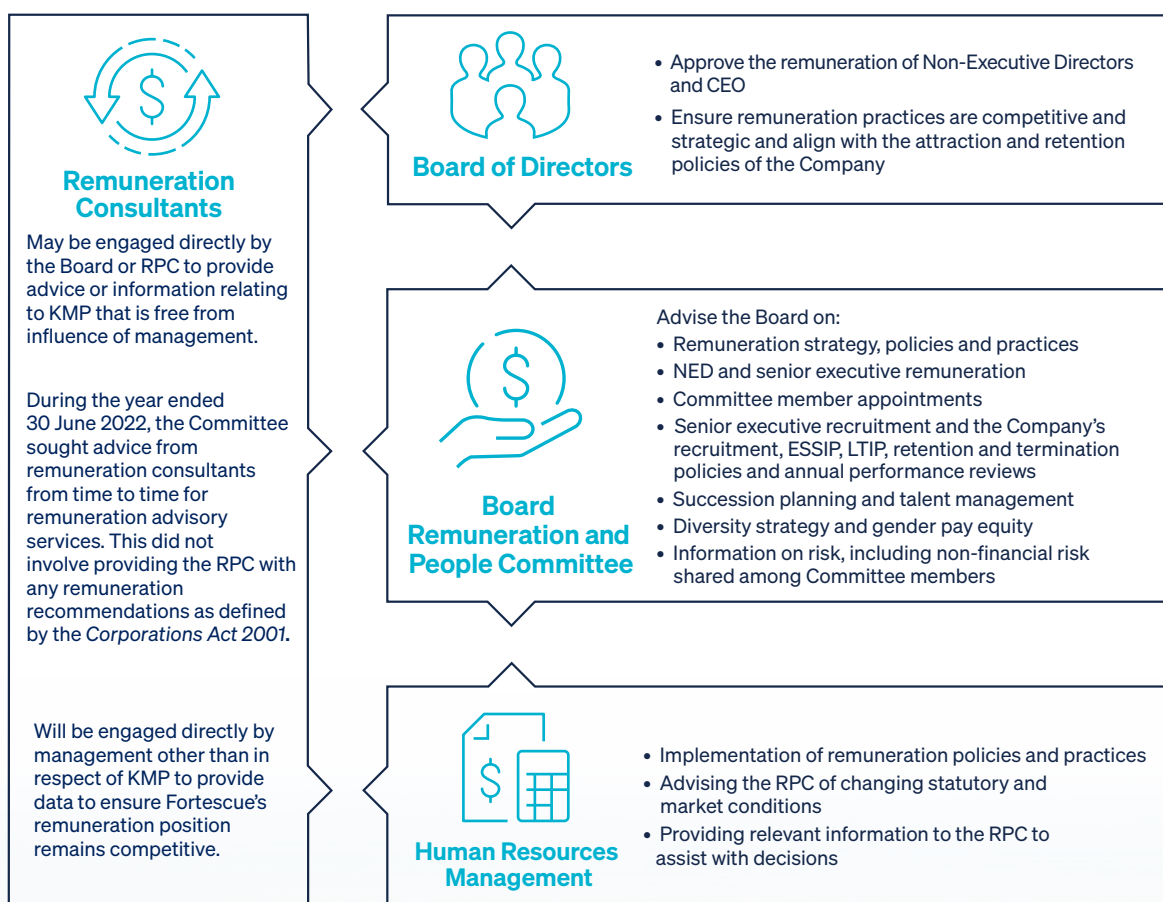 Remuneration
Consultants
May be engaged directly by
the Board or RPC to provide
advice or information relating
to KMP that is free from
influence of management.
During the year ended
30 June 2022, the Committee
sought advice from
remuneration consultants
from time to time for
remuneration advisory
services. This did not
involve providing the RPC with
any remuneration
recommendations as defined
by the Corporations Act 2001.
Will be engaged directly by
management other than in
respect of KMP to provide
data to ensure Fortescue's
remuneration position
remains competitive.
Board of Directors
• Approve the remuneration of Non-Executive Directors
and CEO
• Ensure remuneration practices are competitive and
strategic and align with the attraction and retention
policies of the Company
Board
Remuneration and
People Committee
Advise the Board on:
• Remuneration strategy, policies and practices
• NED and senior executive remuneration
• Committee member appointments
• Senior executive recruitment and the Company's
recruitment, ESSIP, LTIP, retention and termination
policies and annual performance reviews
• Succession planning and talent management
• Diversity strategy and gender pay equity
• Information on risk, including non-financial risk
shared among Committee members
Human Resources
Management
• Implementation of remuneration policies and practices
• Advising the RPC of changing statutory and
market conditions
• Providing relevant information to the RPC to
assist with decisions